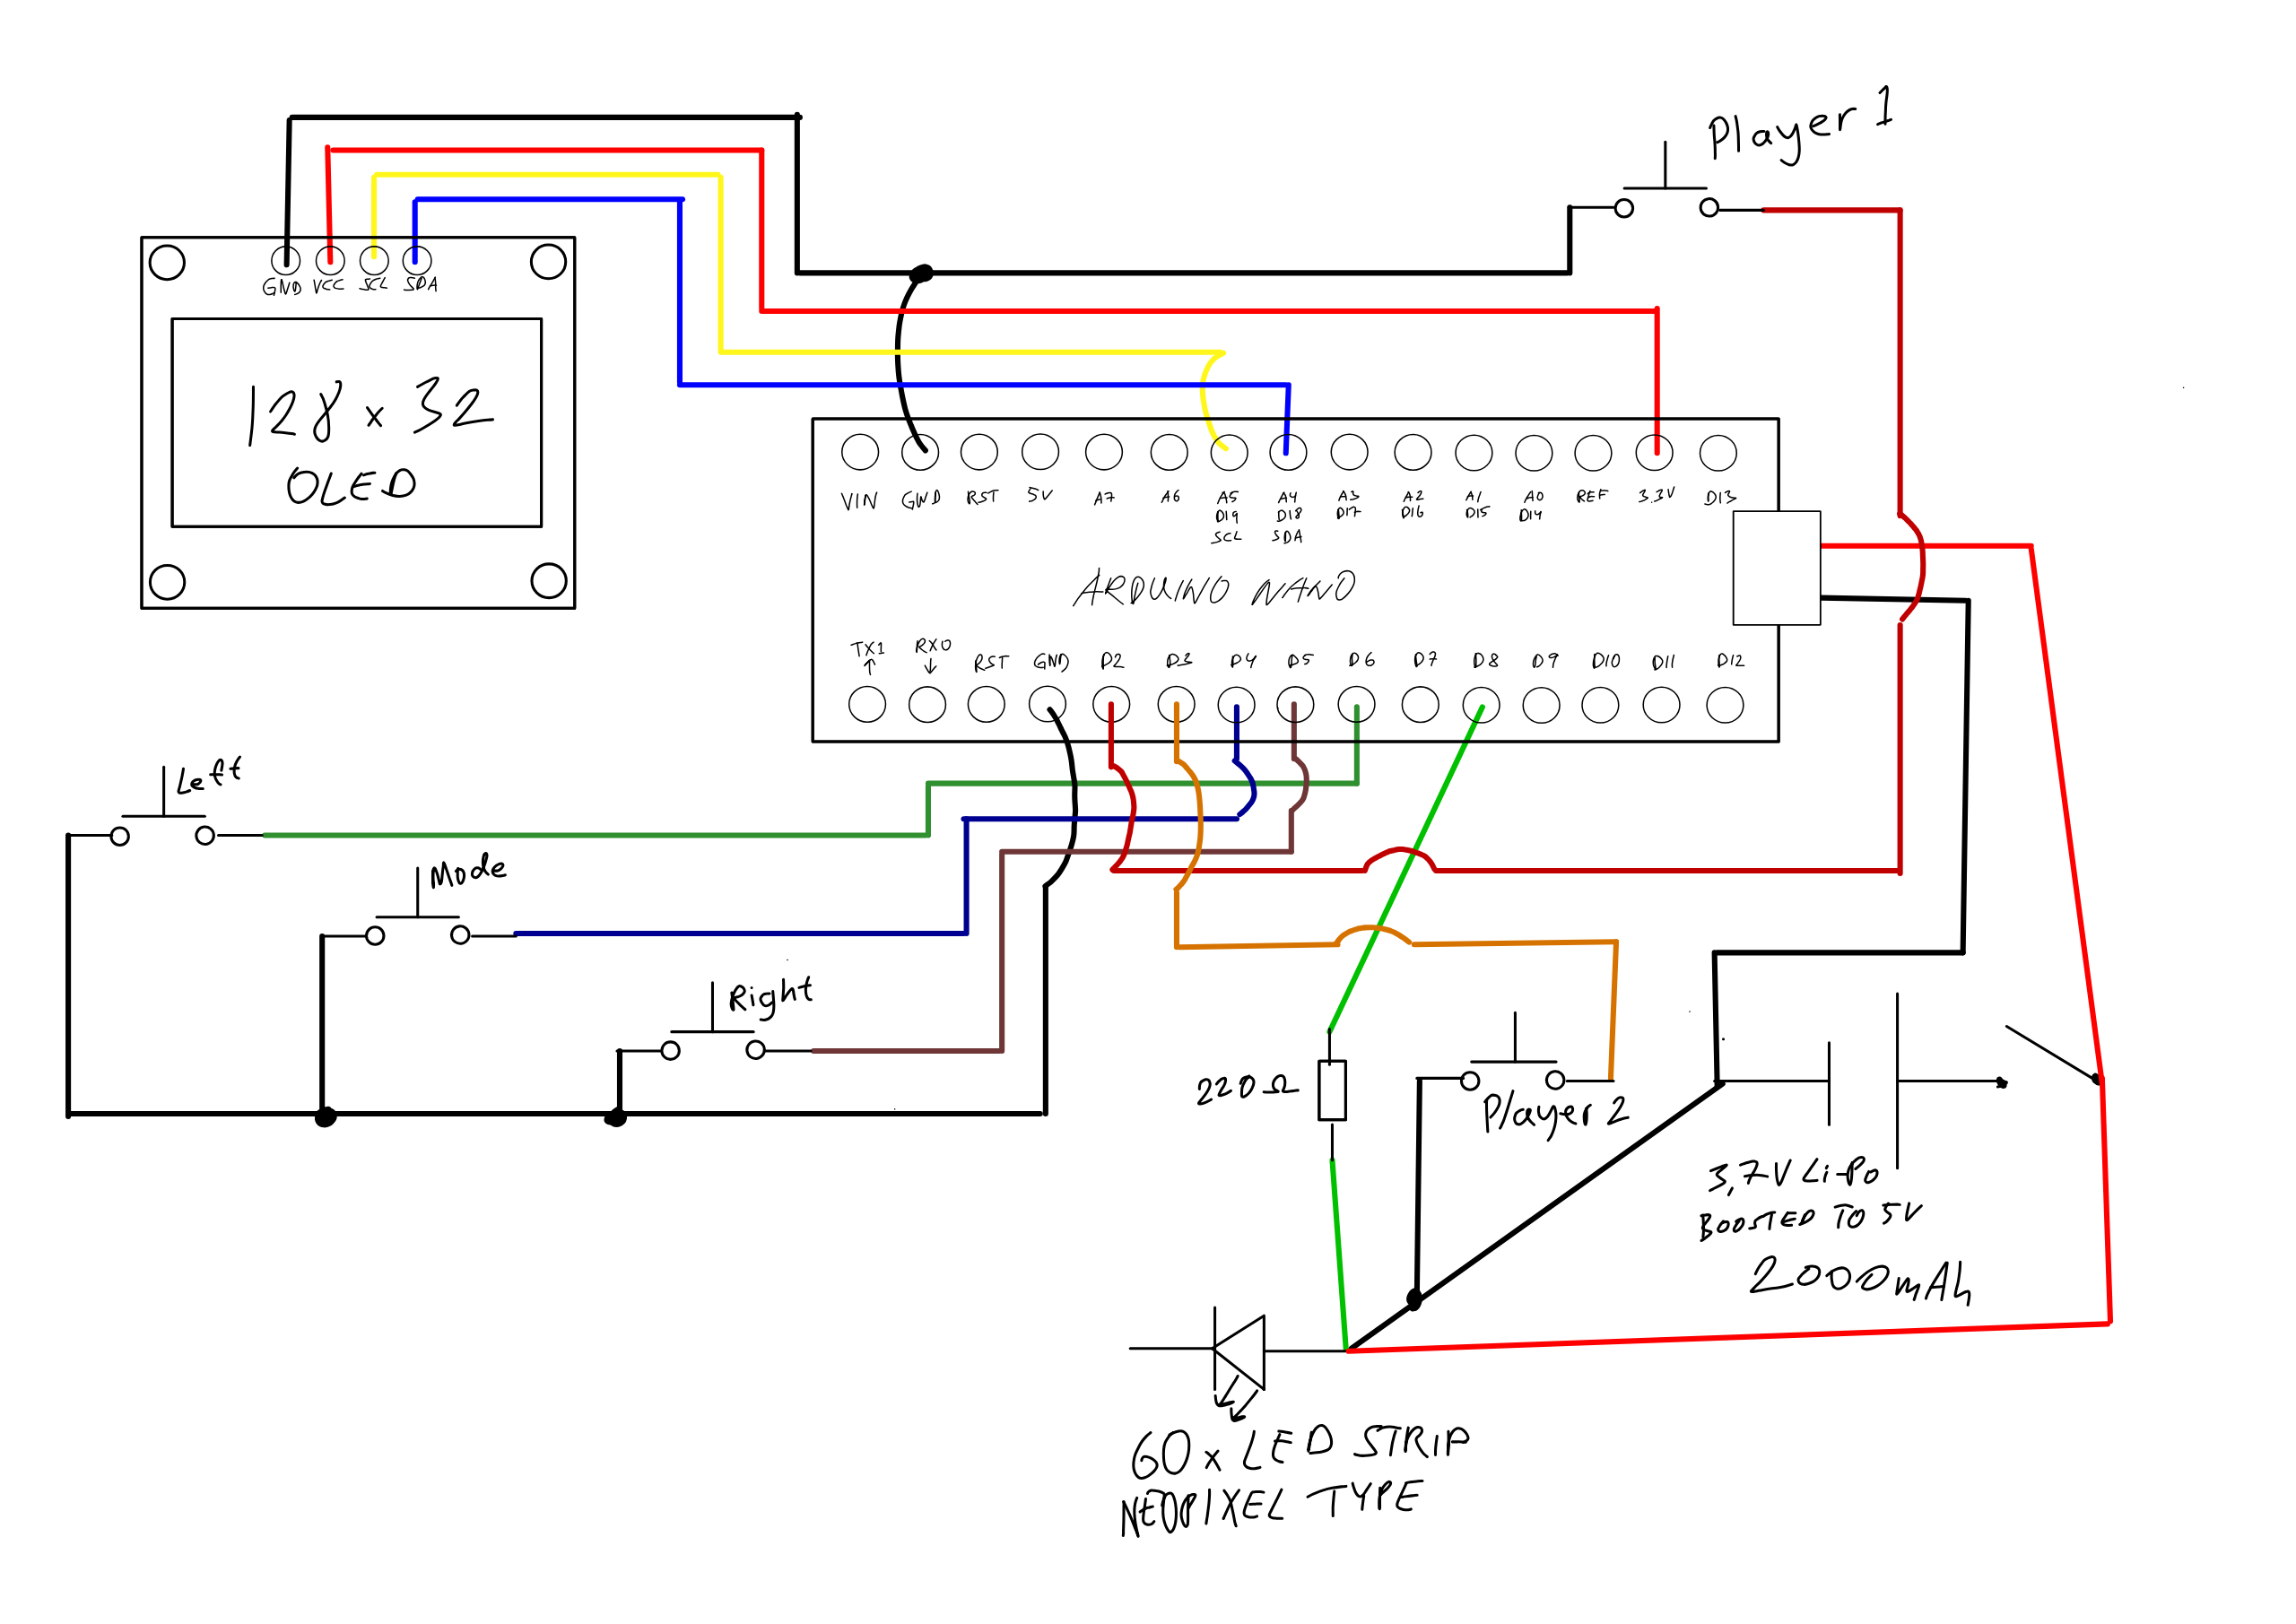 Player 1
GND VCC SCL SDA
128 x 32
OLED
VIN GND RST 5V A7 A6 A5 A4 A3 A2 A1 A0 REF 3.3V D13
D19 D18 D17 D16 D15 D14
SCL SDA
ARDUINO NANO
TX1 RX0 RST GND D2 D3 D4 D5 D6 D7 D8 D9 D10 D11 D12
↑ ↓
Left
Mode
Right
220Ω
Player 2
3,7V Li-Po
BOOSTED TO 5V
2000mAh
60x LED STRIP
NEOPIXEL TYPE